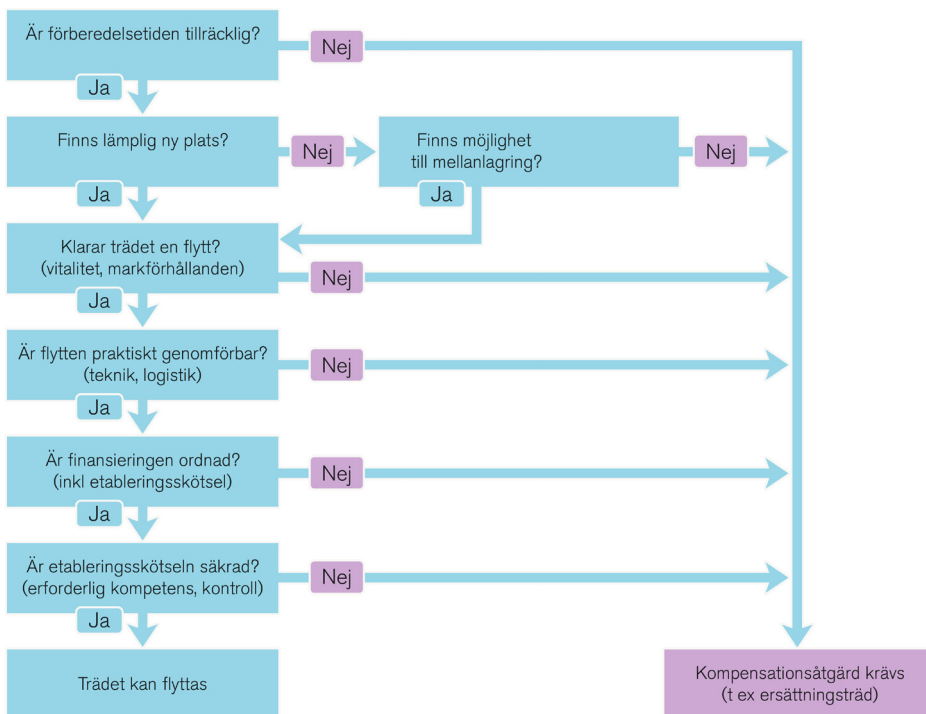 Är förberedelsetiden tillräcklig?
Nej
Ja
Finns lämplig ny plats?
Nej
Finns möjlighet
till mellanlagring?
Nej
Ja
Ja
Klarar trädet en flytt?
(vitalitet, markförhållanden)
Nej
Ja
Är flytten praktiskt genomförbar?
(teknik, logistik)
Nej
Ja
Är finansieringen ordnad?
(inkl etableringsskötsel)
Nej
Ja
Är etableringsskötseln säkrad?
(erforderlig kompetens, kontroll)
Nej
Ja
Trädet kan flyttas
Kompensationsåtgärd krävs
(t ex ersättningsträd)